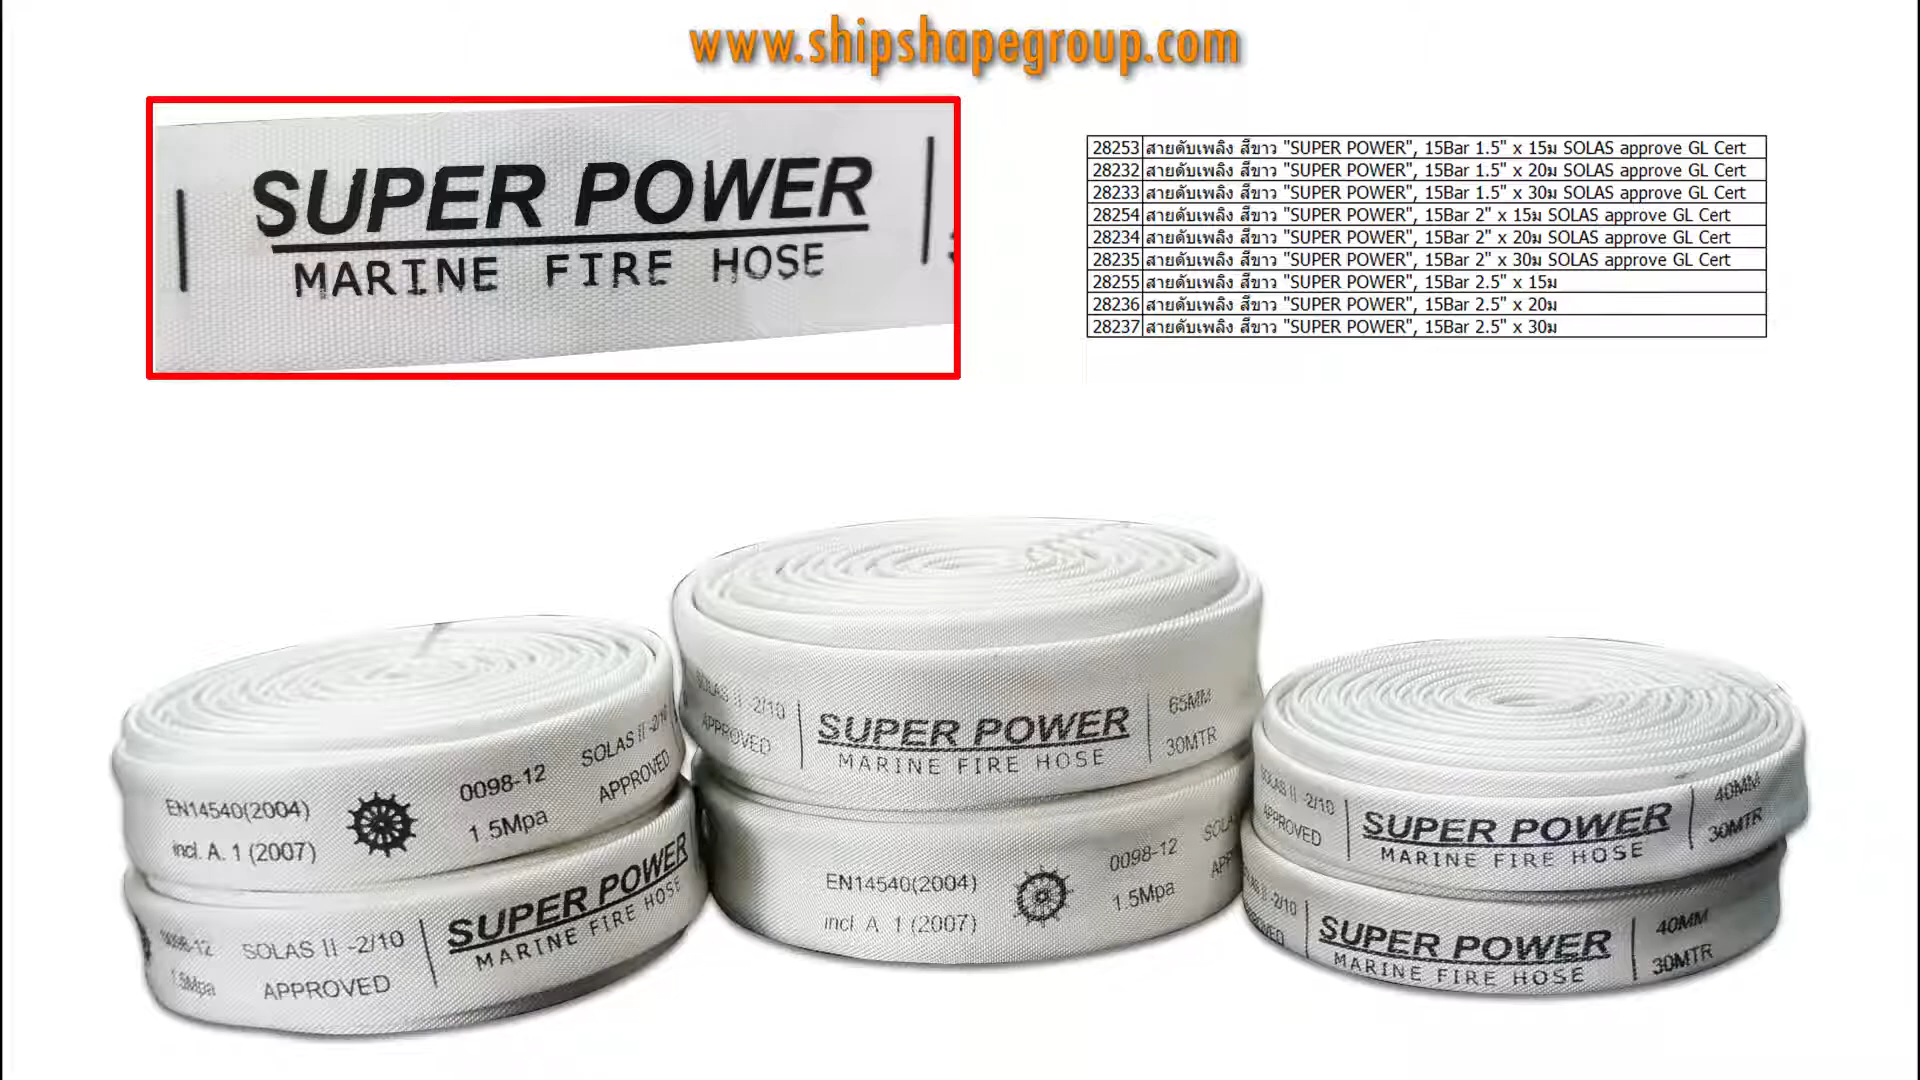 www.shipshapegroup.com
SUPER POWER
MARINE FIRE HOSE
28253 สายดับเพลิง สีขาว "SUPER POWER", 15Bar 1.5" x 15ม SOLAS approve GL Cert
28232 สายดับเพลิง สีขาว "SUPER POWER", 15Bar 1.5" x 20ม SOLAS approve GL Cert
28233 สายดับเพลิง สีขาว "SUPER POWER", 15Bar 1.5" x 30ม SOLAS approve GL Cert
28254 สายดับเพลิง สีขาว "SUPER POWER", 15Bar 2" x 15ม SOLAS approve GL Cert
28234 สายดับเพลิง สีขาว "SUPER POWER", 15Bar 2" x 20ม SOLAS approve GL Cert
28235 สายดับเพลิง สีขาว "SUPER POWER", 15Bar 2" x 30ม SOLAS approve GL Cert
28255 สายดับเพลิง สีขาว "SUPER POWER", 15Bar 2.5" x 15ม
28236 สายดับเพลิง สีขาว "SUPER POWER", 15Bar 2.5" x 20ม
28237 สายดับเพลิง สีขาว "SUPER POWER", 15Bar 2.5" x 30ม
EN14540(2004) 0098-12 SOLAS II -2/10
incl. A. 1 (2007) 1.5Mpa APPROVED
0098-12 SOLAS II -2/10 SUPER POWER
1.5Mpa APPROVED MARINE FIRE HOSE
SOLAS II -2/10 SUPER POWER 65MM
APPROVED MARINE FIRE HOSE 30MTR
EN14540(2004) 0098-12
incl. A. 1 (2007) 1.5Mpa
SOLAS II -2/10 SUPER POWER 40MM
APPROVED MARINE FIRE HOSE 30MTR
-2/10 SUPER POWER 40MM
MARINE FIRE HOSE 30MTR